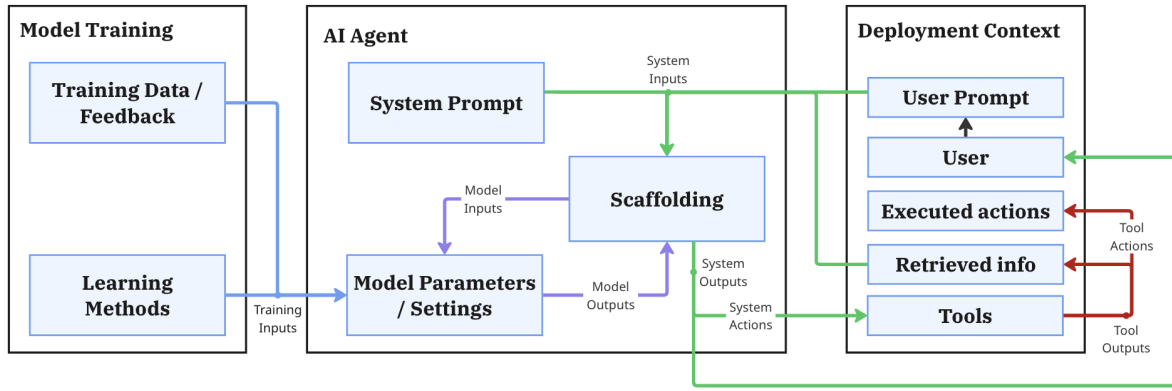 Model Training
Training Data /
Feedback
Learning
Methods
Training
Inputs
AI Agent
System Prompt
System
Inputs
Scaffolding
Model
Inputs
Model Parameters
/ Settings
Model
Outputs
System
Outputs
System
Actions
Deployment Context
User Prompt
User
Executed actions
Retrieved info
Tools
Tool
Actions
Tool
Outputs